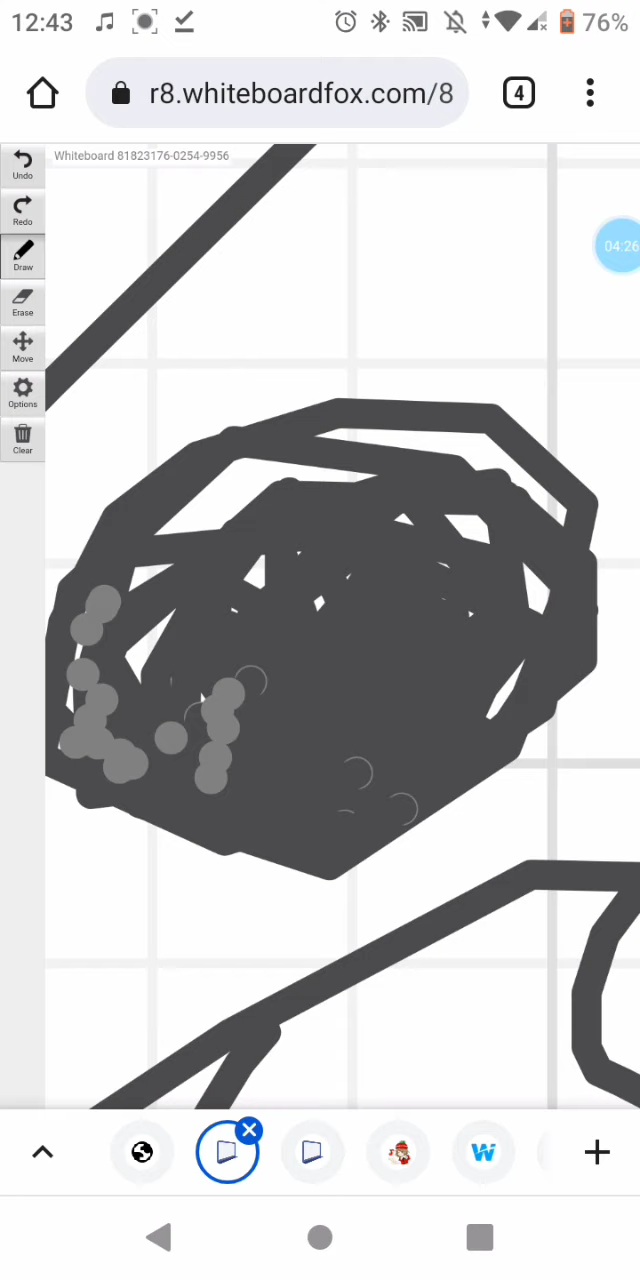 12:43
76%
r8.whiteboardfox.com/8
4
Whiteboard 81823176-0254-9956
Undo
Redo
04:26
Draw
Erase
Move
Options
Clear